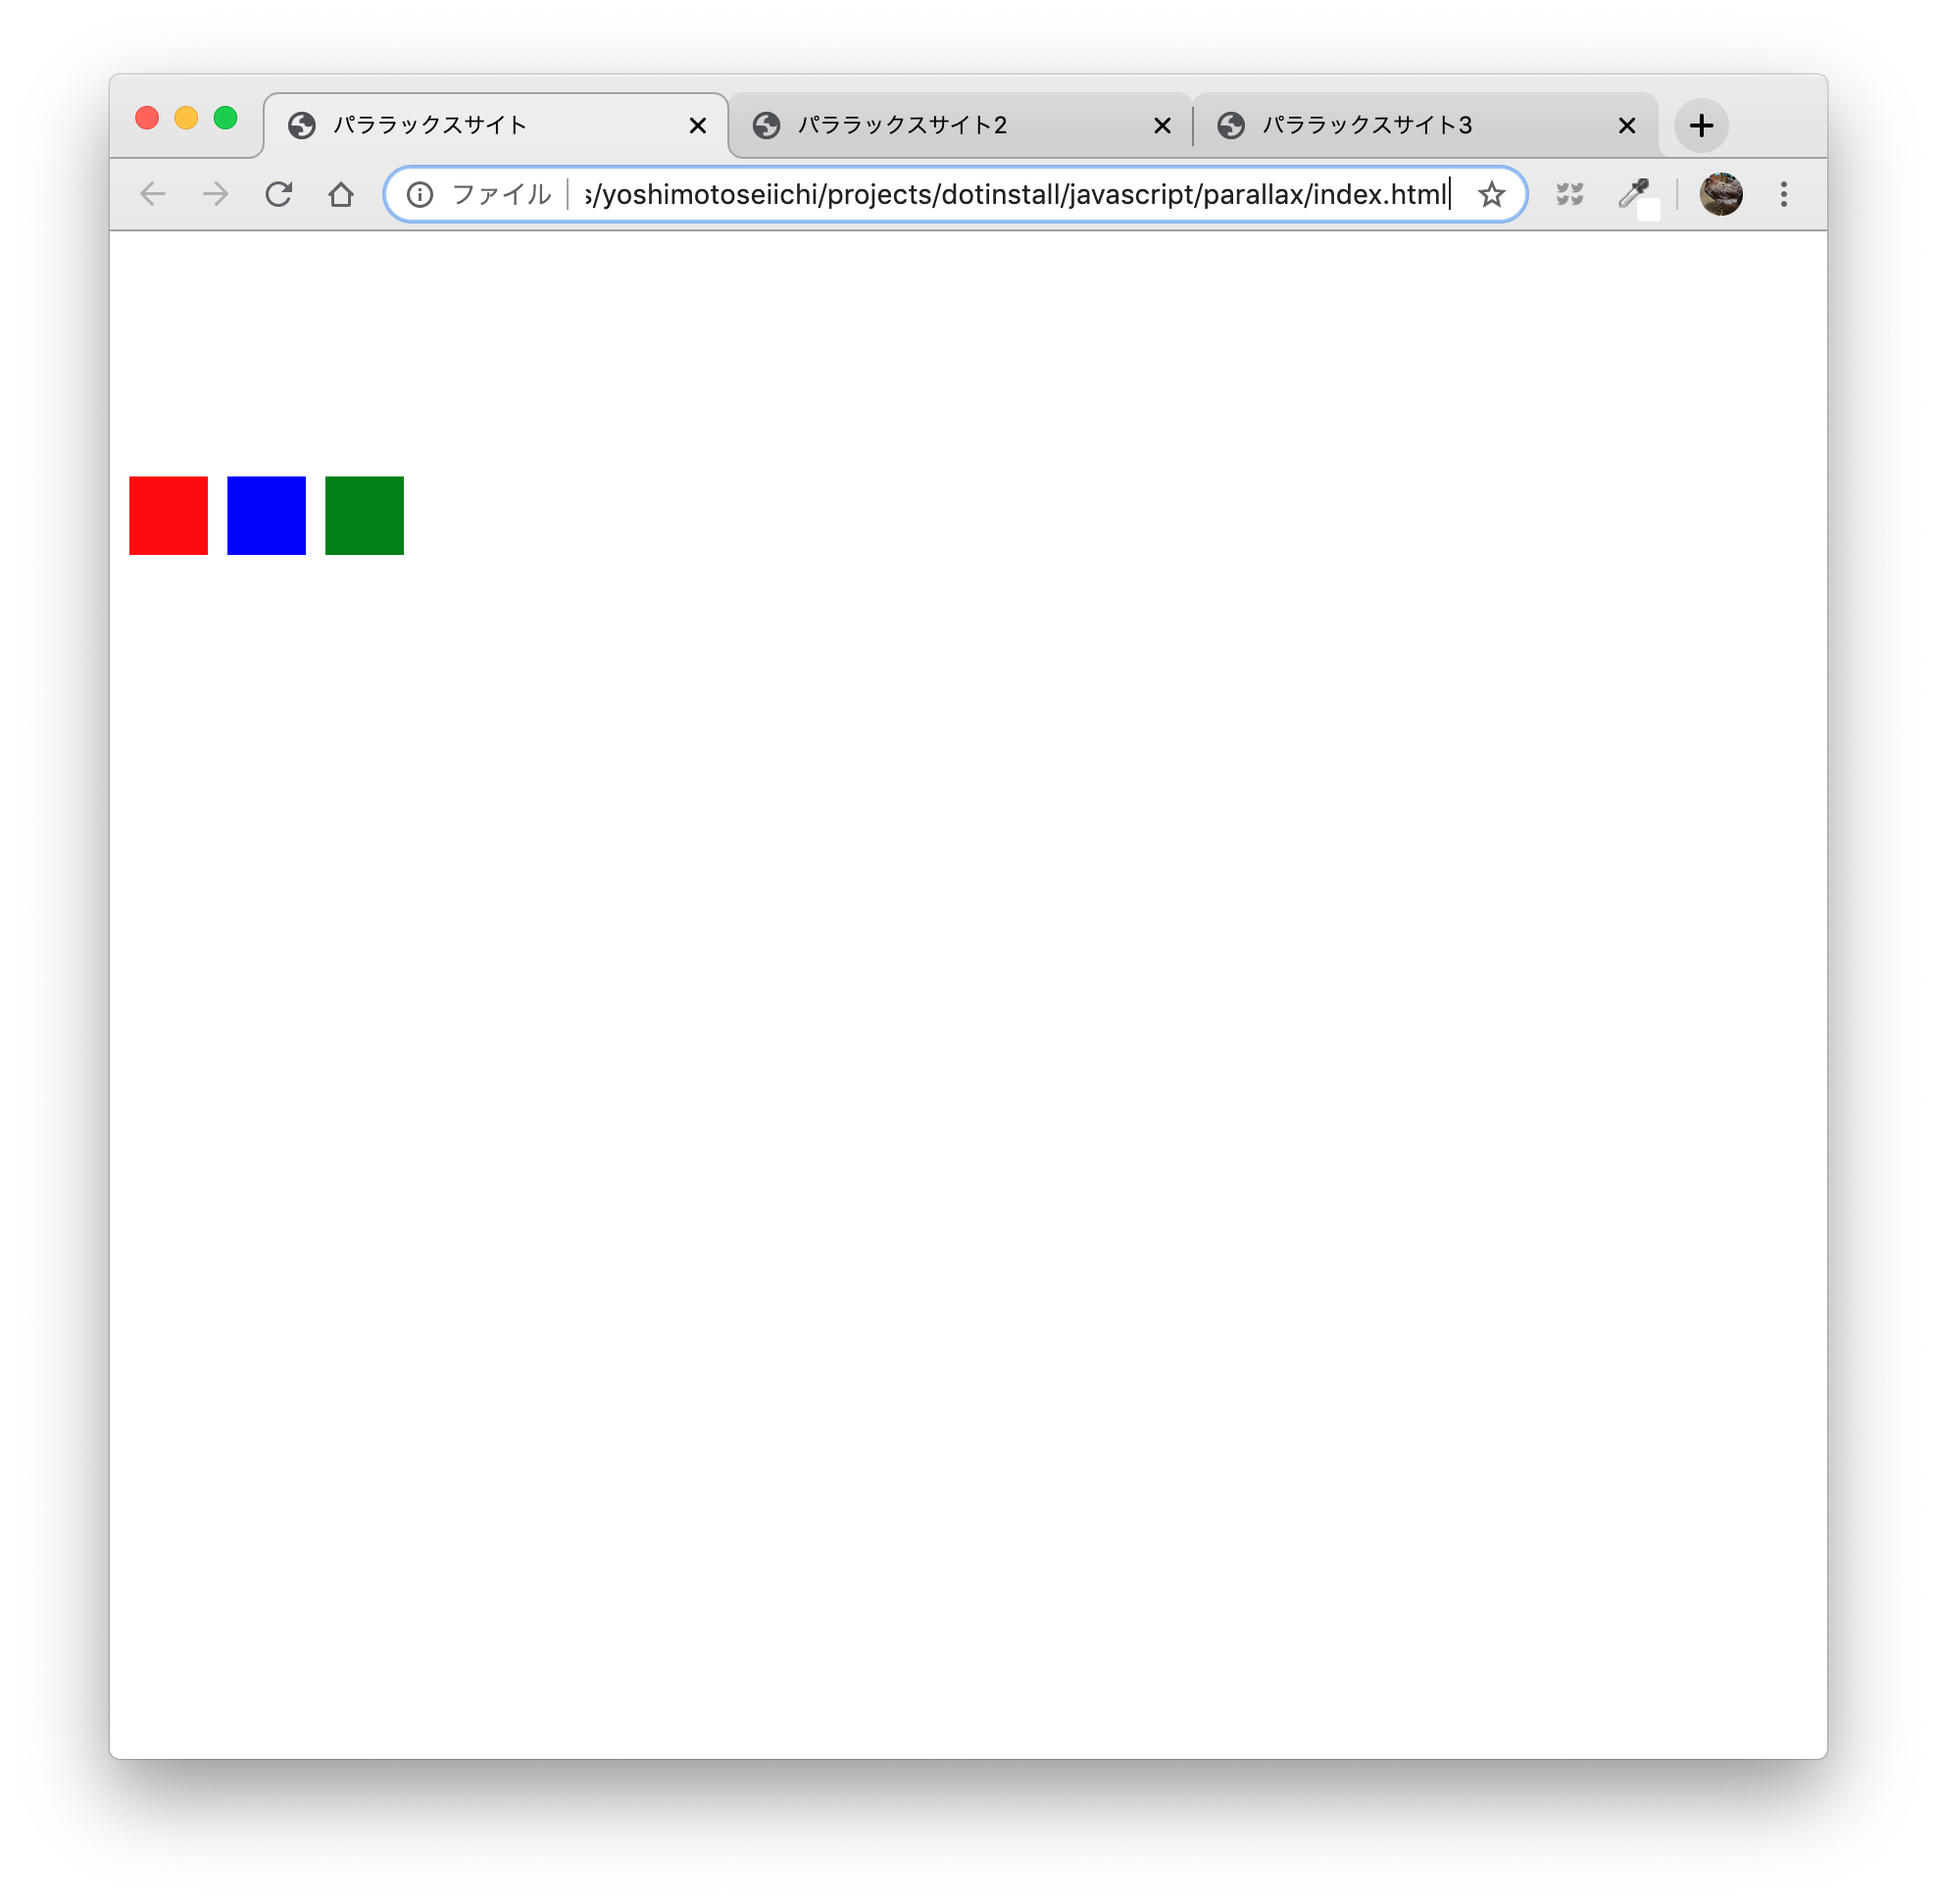 パララックスサイト
パララックスサイト2
パララックスサイト3
ファイル s/yoshimotoseiichi/projects/dotinstall/javascript/parallax/index.html